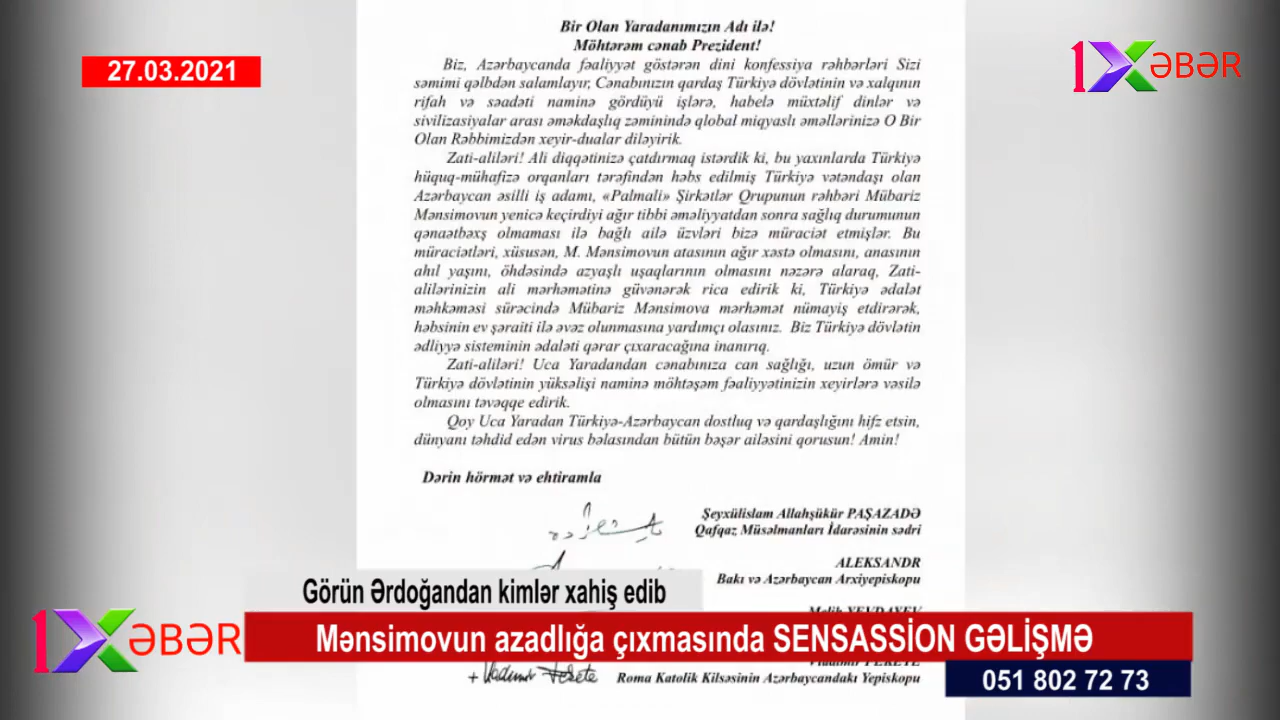 27.03.2021
1XƏBƏR
Bir Olan Yaradanımızın Adı ilə!
Möhtərəm cənab Prezident!
Biz, Azərbaycanda fəaliyyət göstərən dini konfessiya rəhbərləri Sizi
səmimi qəlbdən salamlayır, Cənabınızın qardaş Türkiyə dövlətinin və xalqının
rifah və səadəti naminə gördüyü işlərə, habelə müxtəlif dinlər və
sivilizasiyalar arası əməkdaşlıq zəminində qlobal miqyaslı əməllərinizə O Bir
Olan Rəbbimizdən xeyir-dualar diləyirik.
Zati-aliləri! Ali diqqətinizə çatdırmaq istərdik ki, bu yaxınlarda Türkiyə
hüquq-mühafizə orqanları tərəfindən həbs edilmiş Türkiyə vətəndaşı olan
Azərbaycan əsilli iş adamı, «Palmali» Şirkətlər Qrupunun rəhbəri Mübariz
Mənsimovun yenicə keçirdiyi ağır tibbi əməliyyatdan sonra sağlıq durumunun
qənaətbəxş olmaması ilə bağlı ailə üzvləri bizə müraciət etmişlər. Bu
müraciətləri, xüsusən, M. Mənsimovun atasının ağır xəstə olmasını, anasının
ahıl yaşını, öhdəsində azyaşlı uşaqlarının olmasını nəzərə alaraq, Zati-
alilərinizin ali mərhəmətinə güvənərək rica edirik ki, Türkiyə ədalət
məhkəməsi sürəcində Mübariz Mənsimova mərhəmət nümayiş etdirərək,
həbsinin ev şəraiti ilə əvəz olunmasına yardımçı olasınız. Biz Türkiyə dövlətin
ədliyyə sisteminin ədaləti qərar çıxaracağına inanırıq.
Zati-aliləri! Uca Yaradandan cənabınıza can sağlığı, uzun ömür və
Türkiyə dövlətinin yüksəlişi naminə möhtəşəm fəaliyyətinizin xeyirlərə vəsilə
olmasını təvəqqe edirik.
Qoy Uca Yaradan Türkiyə-Azərbaycan dostluq və qardaşlığını hifz etsin,
dünyanı təhdid edən virus bəlasından bütün bəşər ailəsini qorusun! Amin!
Dərin hörmət və ehtiramla
Şeyxülislam Allahşükür PAŞAZADƏ
Qafqaz Müsəlmanları İdarəsinin sədri
ALEKSANDR
Bakı və Azərbaycan Arxiyepiskopu
Görün Ərdoğandan kimlər xahiş edib
Mənsimovun azadlığa çıxmasında SENSASSİON GƏLİŞMƏ
1XƏBƏR
Roma Katolik Kilsəsinin Azərbaycandakı Yepiskopu
051 802 72 73